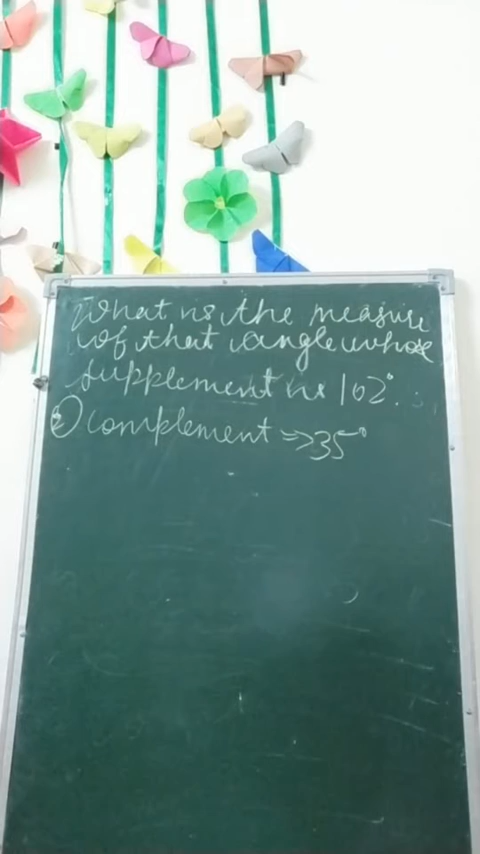 What is the measure
of that angle whose
supplement is 102°.
② complement => 35°